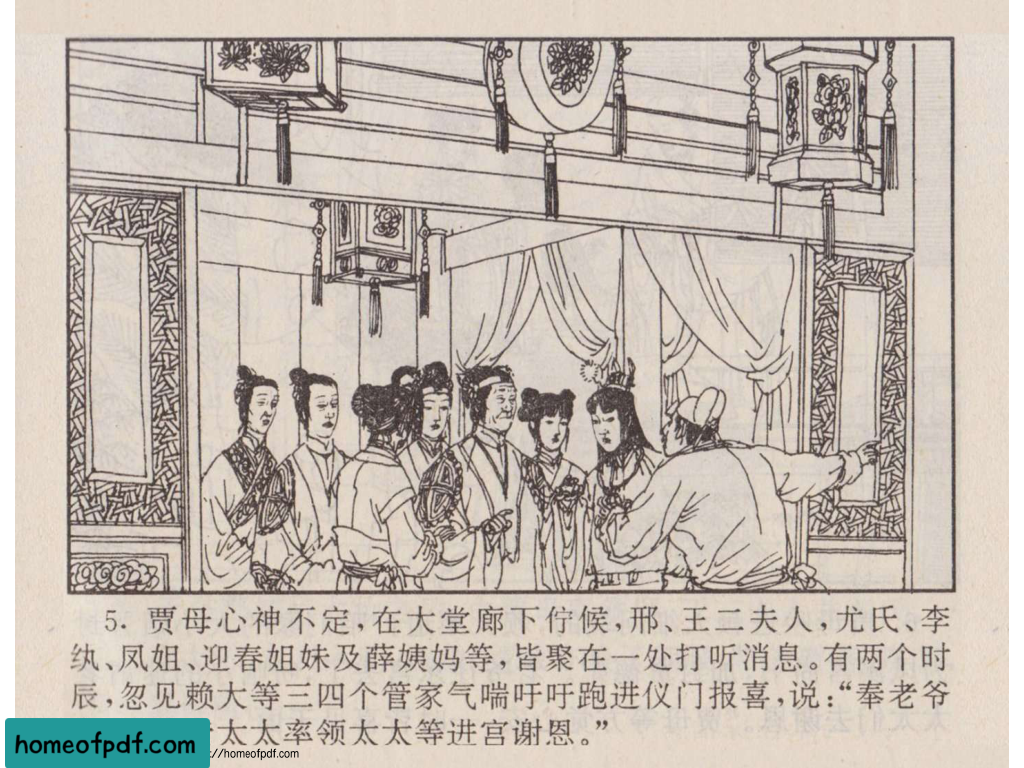 5. 贾母心神不定,在大堂廊下伫候,邢、王二夫人,尤氏、李
纨、凤姐、迎春姐妹及薛姨妈等,皆聚在一处打听消息。有两个时
辰,忽见赖大等三四个管家气喘吁吁跑进仪门报喜,说:“奉老爷
太太率领太太等进宫谢恩。”
homeofpdf.com
://homeofpdf.com